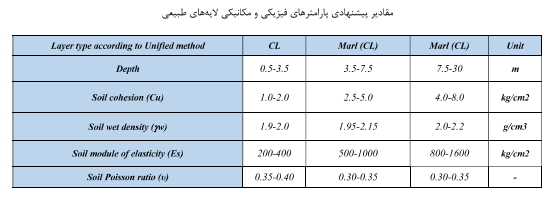 مقادیر پیشنهادی پارامترهای فیزیکی و مکانیکی لایه‌های طبیعی
Layer type according to Unified method CL Marl (CL) Marl (CL) Unit
Depth 0.5-3.5 3.5-7.5 7.5-30 m
Soil cohesion (Cu) 1.0-2.0 2.5-5.0 4.0-8.0 kg/cm2
Soil wet density (γw) 1.9-2.0 1.95-2.15 2.0-2.2 g/cm3
Soil module of elasticity (Es) 200-400 500-1000 800-1600 kg/cm2
Soil Poisson ratio (υ) 0.35-0.40 0.30-0.35 0.30-0.35 -